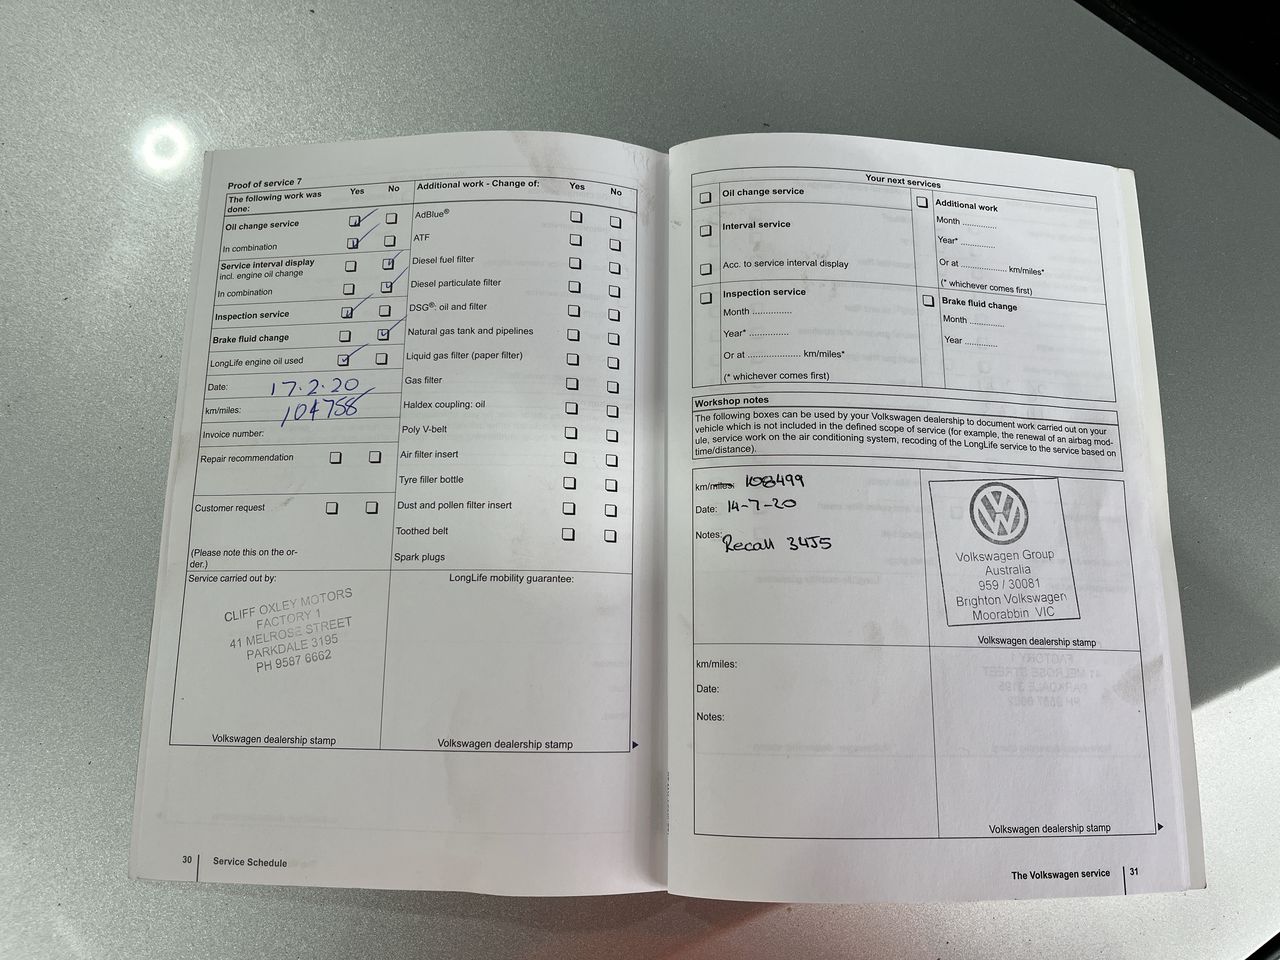 Proof of service 7
The following work was done:
Yes No
Oil change service
In combination
Service interval display
incl. engine oil change
In combination
Inspection service
Brake fluid change
LongLife engine oil used
Date: 17.2.20
km/miles: 104758
Invoice number:
Repair recommendation
Customer request
(Please note this on the or-
der.)
Additional work - Change of:
Yes No
AdBlue®
ATF
Diesel fuel filter
Diesel particulate filter
DSG®: oil and filter
Natural gas tank and pipelines
Liquid gas filter (paper filter)
Gas filter
Haldex coupling: oil
Poly V-belt
Air filter insert
Tyre filler bottle
Dust and pollen filter insert
Toothed belt
Spark plugs
Service carried out by:
CLIFF OXLEY MOTORS
FACTORY 1
41 MELROSE STREET
PARKDALE 3195
PH 9587 6662
Volkswagen dealership stamp
LongLife mobility guarantee:
Volkswagen dealership stamp
30 Service Schedule
Your next services
Oil change service
Interval service
Acc. to service interval display
Inspection service
Month ..............
Year* ..............
Or at ................... km/miles*
(* whichever comes first)
Additional work
Month ............
Year* ............
Or at ................ km/miles*
(* whichever comes first)
Brake fluid change
Month ............
Year ............
Workshop notes
The following boxes can be used by your Volkswagen dealership to document work carried out on your
vehicle which is not included in the defined scope of service (for example, the renewal of an airbag mod-
ule, service work on the air conditioning system, recoding of the LongLife service to the service based on
time/distance).
km/miles: 108499
Date: 14-7-20
Notes: Recall 34J5
Volkswagen Group
Australia
959 / 30081
Brighton Volkswagen
Moorabbin VIC
Volkswagen dealership stamp
km/miles:
Date:
Notes:
Volkswagen dealership stamp
The Volkswagen service 31